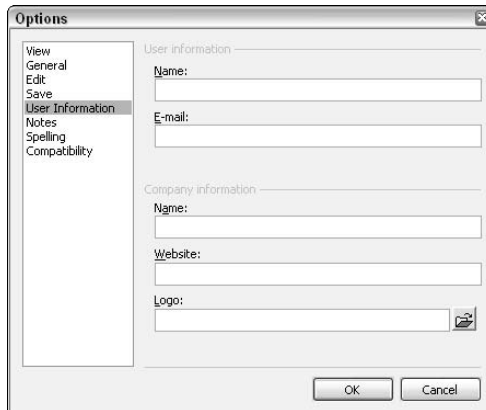 Options
View
General
Edit
Save
User Information
Notes
Spelling
Compatibility
User information
Name:
E-mail:
Company information
Name:
Website:
Logo:
OK
Cancel